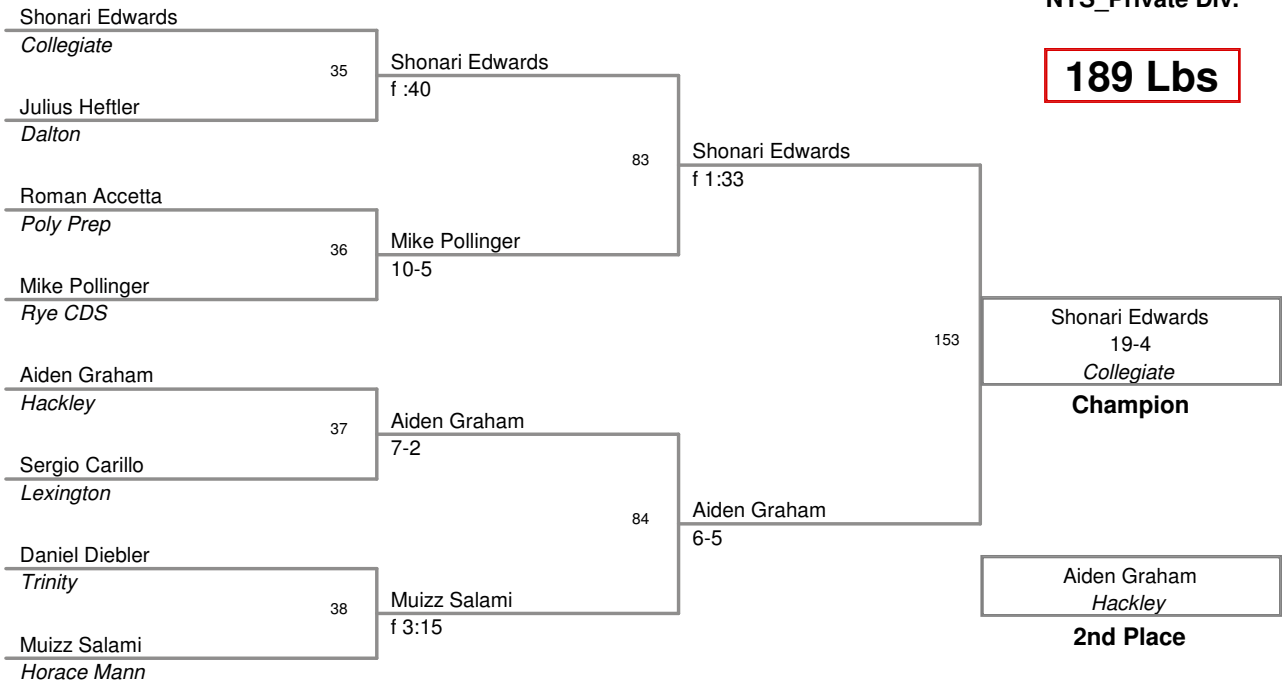 NYS_Private Div.
189 Lbs
Shonari Edwards
Collegiate
35
Julius Heftler
Dalton
Roman Accetta
Poly Prep
36
Mike Pollinger
Rye CDS
Aiden Graham
Hackley
37
Sergio Carillo
Lexington
Daniel Diebler
Trinity
38
Muizz Salami
Horace Mann
Shonari Edwards
f :40
83
Mike Pollinger
10-5
Aiden Graham
7-2
84
Muizz Salami
f 3:15
Shonari Edwards
f 1:33
153
Aiden Graham
6-5
Shonari Edwards
19-4
Collegiate
Champion
Aiden Graham
Hackley
2nd Place